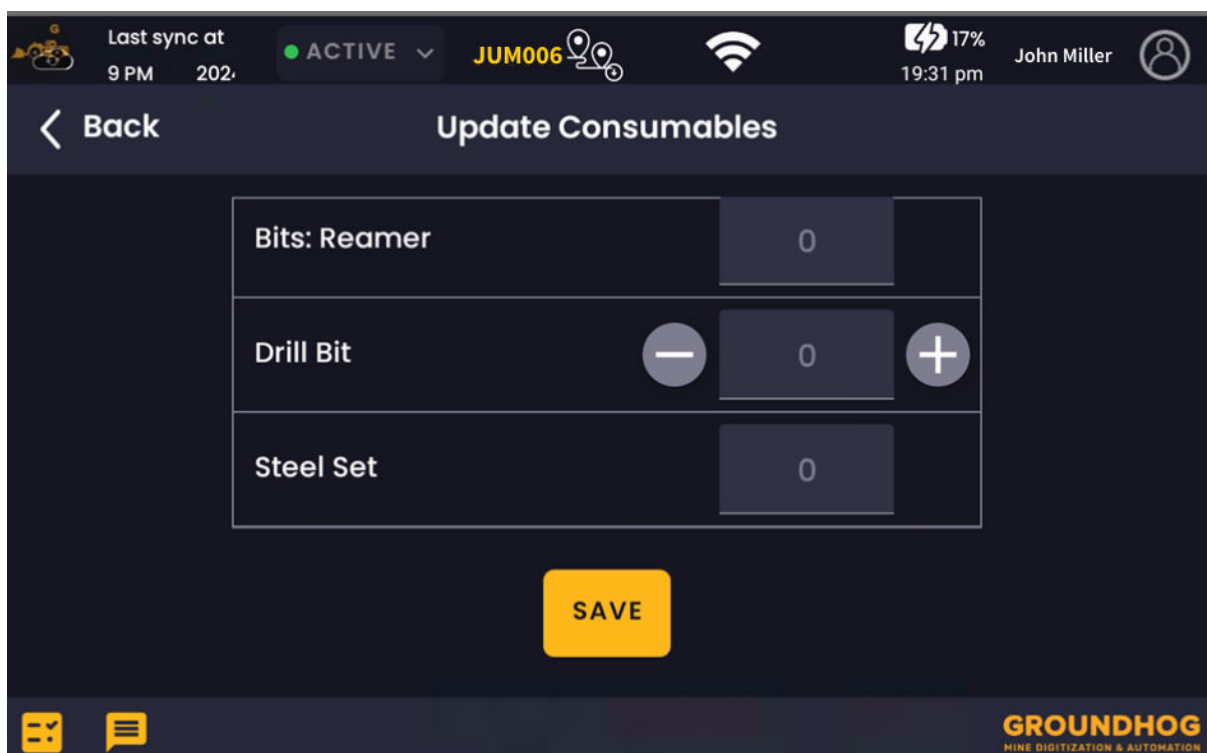 G
Last sync at
9 PM 202
ACTIVE
JUM006
17%
19:31 pm
John Miller
Back
Update Consumables
Bits: Reamer
0
Drill Bit
0
Steel Set
0
SAVE
GROUNDHOG
MINE DIGITIZATION & AUTOMATION